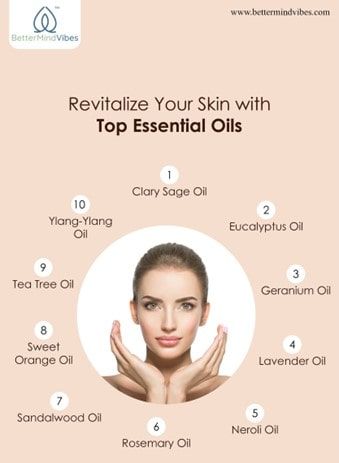 BetterMindVibes
TM
www.bettermindvibes.com
Revitalize Your Skin with
Top Essential Oils
1
Clary Sage Oil
2
Eucalyptus Oil
3
Geranium Oil
4
Lavender Oil
5
Neroli Oil
6
Rosemary Oil
7
Sandalwood Oil
8
Sweet
Orange Oil
9
Tea Tree Oil
10
Ylang-Ylang
Oil